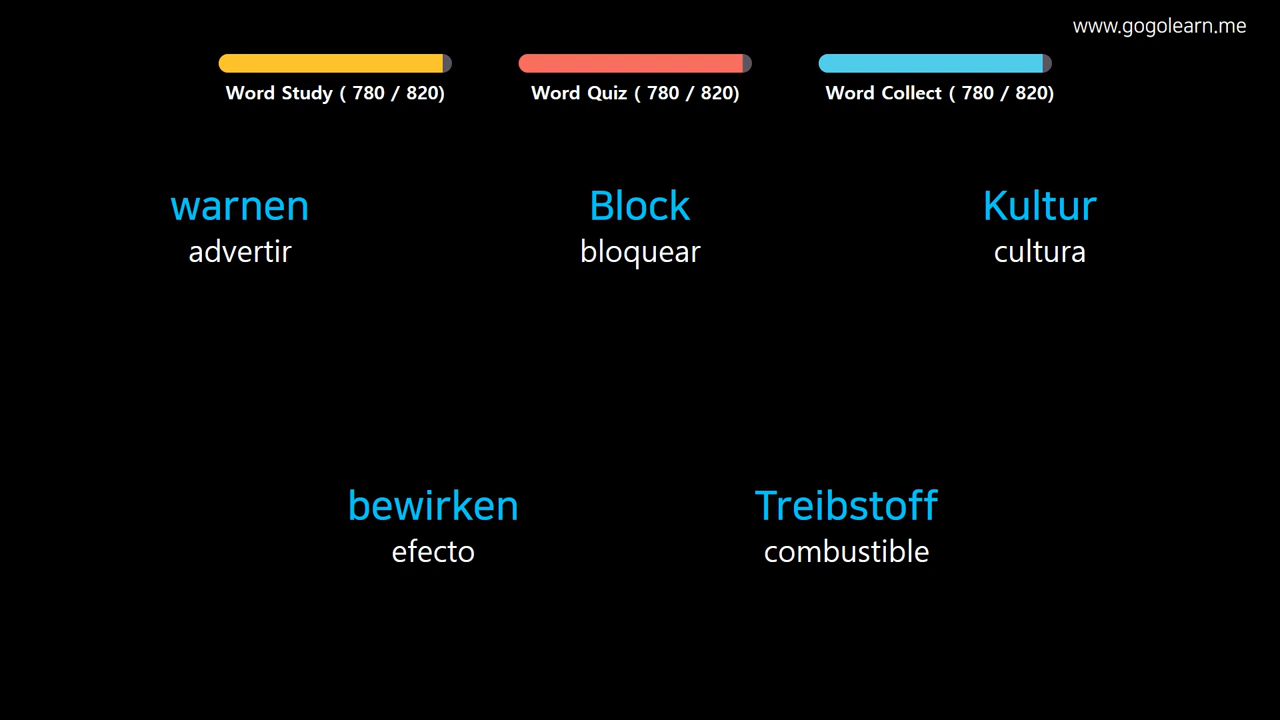 www.gogolearn.me
Word Study ( 780 / 820)
Word Quiz ( 780 / 820)
Word Collect ( 780 / 820)
warnen
advertir
Block
bloquear
Kultur
cultura
bewirken
efecto
Treibstoff
combustible